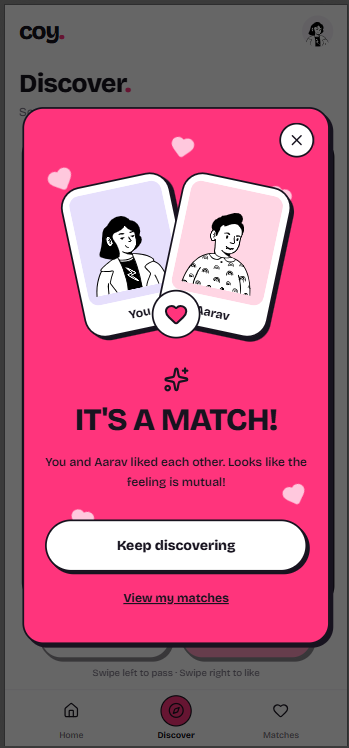 coy.
Discover.
You
Aarav
IT'S A MATCH!
You and Aarav liked each other. Looks like the
feeling is mutual!
Keep discovering
View my matches
Swipe left to pass · Swipe right to like
Home
Discover
Matches